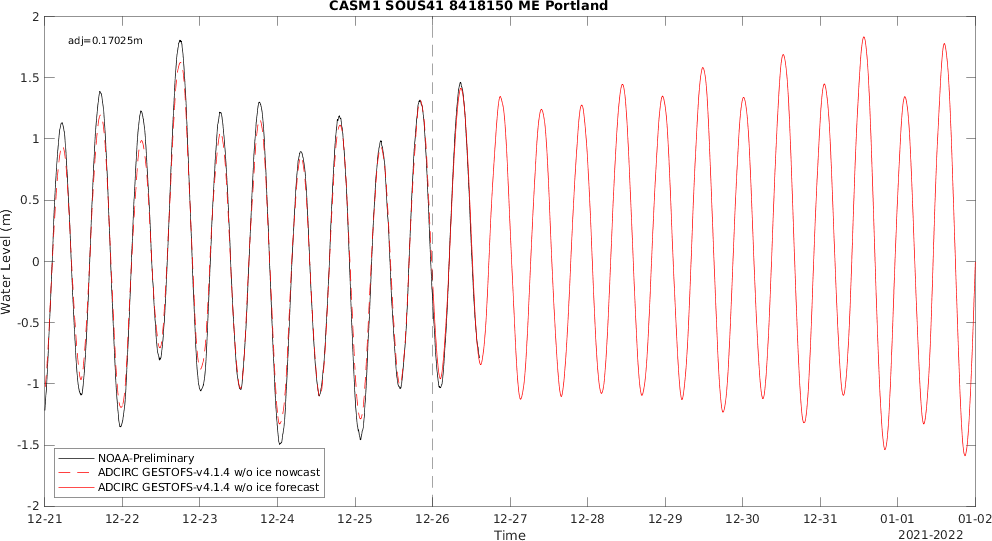 CASM1 SOUS41 8418150 ME Portland
adj=0.17025m
Water Level (m)
2
1.5
1
0.5
0
-0.5
-1
-1.5
-2
NOAA-Preliminary
ADCIRC GESTOFS-v4.1.4 w/o ice nowcast
ADCIRC GESTOFS-v4.1.4 w/o ice forecast
12-21 12-22 12-23 12-24 12-25 12-26 12-27 12-28 12-29 12-30 12-31 01-01 01-02
Time
2021-2022